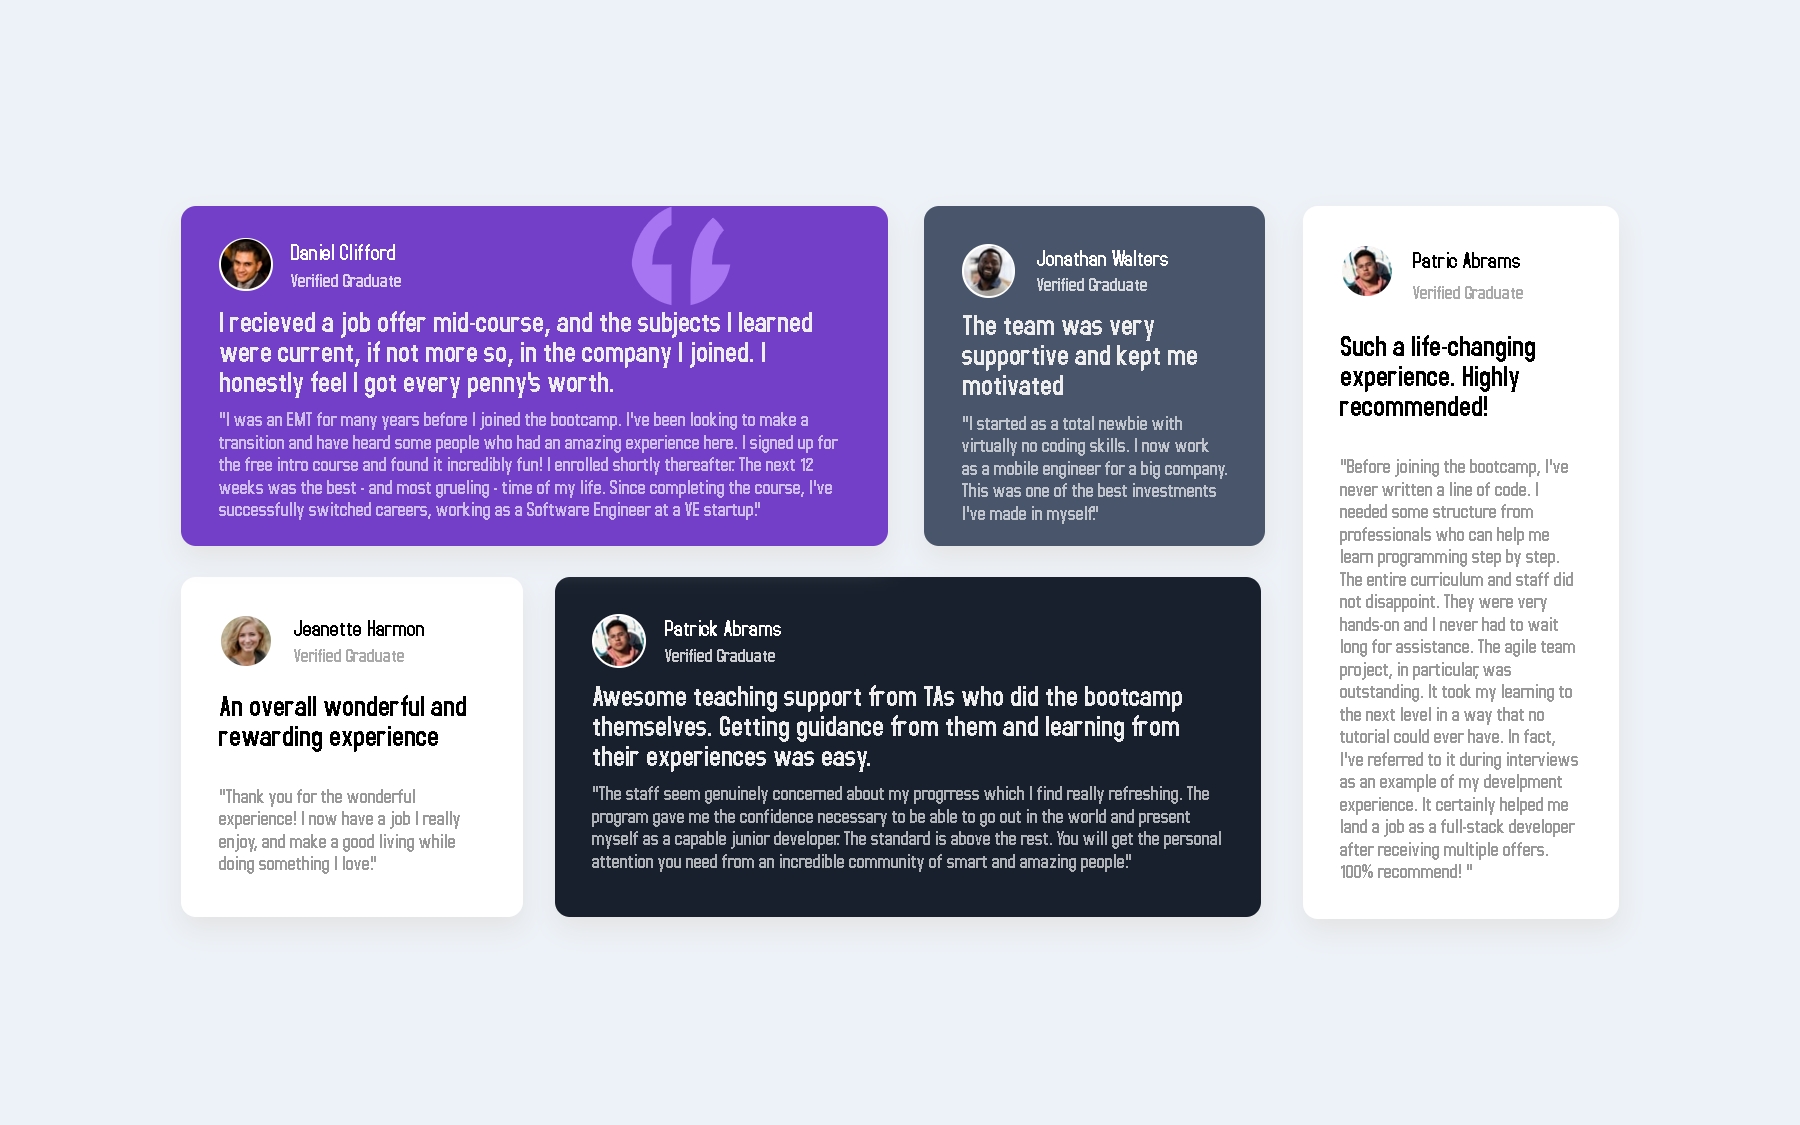 Daniel Clifford
Verified Graduate
I recieved a job offer mid-course, and the subjects I learned
were current, if not more so, in the company I joined. I
honestly feel I got every penny's worth.
"I was an EMT for many years before I joined the bootcamp. I've been looking to make a
transition and have heard some people who had an amazing experience here. I signed up for
the free intro course and found it incredibly fun! I enrolled shortly thereafter. The next 12
weeks was the best - and most grueling - time of my life. Since completing the course, I've
successfully switched careers, working as a Software Engineer at a VE startup."
Jonathan Walters
Verified Graduate
The team was very
supportive and kept me
motivated
"I started as a total newbie with
virtually no coding skills. I now work
as a mobile engineer for a big company.
This was one of the best investments
I've made in myself."
Patric Abrams
Verified Graduate
Such a life-changing
experience. Highly
recommended!
"Before joining the bootcamp, I've
never written a line of code. I
needed some structure from
professionals who can help me
learn programming step by step.
The entire curriculum and staff did
not disappoint. They were very
hands-on and I never had to wait
long for assistance. The agile team
project, in particular, was
outstanding. It took my learning to
the next level in a way that no
tutorial could ever have. In fact,
I've referred to it during interviews
as an example of my develpment
experience. It certainly helped me
land a job as a full-stack developer
after receiving multiple offers.
100% recommend! "
Jeanette Harmon
Verified Graduate
An overall wonderful and
rewarding experience
"Thank you for the wonderful
experience! I now have a job I really
enjoy, and make a good living while
doing something I love."
Patrick Abrams
Verified Graduate
Awesome teaching support from TAs who did the bootcamp
themselves. Getting guidance from them and learning from
their experiences was easy.
"The staff seem genuinely concerned about my progrress which I find really refreshing. The
program gave me the confidence necessary to be able to go out in the world and present
myself as a capable junior developer. The standard is above the rest. You will get the personal
attention you need from an incredible community of smart and amazing people."